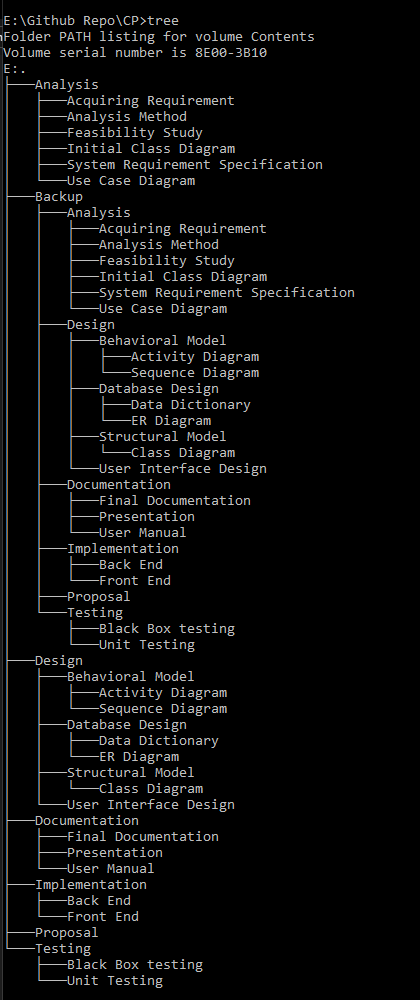 E:\Github Repo\CP>tree
Folder PATH listing for volume Contents
Volume serial number is 8E00-3B10
E:.
├───Analysis
│   ├───Acquiring Requirement
│   ├───Analysis Method
│   ├───Feasibility Study
│   ├───Initial Class Diagram
│   ├───System Requirement Specification
│   └───Use Case Diagram
├───Backup
│   ├───Analysis
│   │   ├───Acquiring Requirement
│   │   ├───Analysis Method
│   │   ├───Feasibility Study
│   │   ├───Initial Class Diagram
│   │   ├───System Requirement Specification
│   │   └───Use Case Diagram
│   ├───Design
│   │   ├───Behavioral Model
│   │   │   ├───Activity Diagram
│   │   │   └───Sequence Diagram
│   │   ├───Database Design
│   │   │   ├───Data Dictionary
│   │   │   └───ER Diagram
│   │   ├───Structural Model
│   │   │   └───Class Diagram
│   │   └───User Interface Design
│   ├───Documentation
│   │   ├───Final Documentation
│   │   ├───Presentation
│   │   └───User Manual
│   ├───Implementation
│   │   ├───Back End
│   │   └───Front End
│   ├───Proposal
│   └───Testing
│       ├───Black Box testing
│       └───Unit Testing
├───Design
│   ├───Behavioral Model
│   │   ├───Activity Diagram
│   │   └───Sequence Diagram
│   ├───Database Design
│   │   ├───Data Dictionary
│   │   └───ER Diagram
│   ├───Structural Model
│   │   └───Class Diagram
│   └───User Interface Design
├───Documentation
│   ├───Final Documentation
│   ├───Presentation
│   └───User Manual
├───Implementation
│   ├───Back End
│   └───Front End
├───Proposal
└───Testing
    ├───Black Box testing
    └───Unit Testing